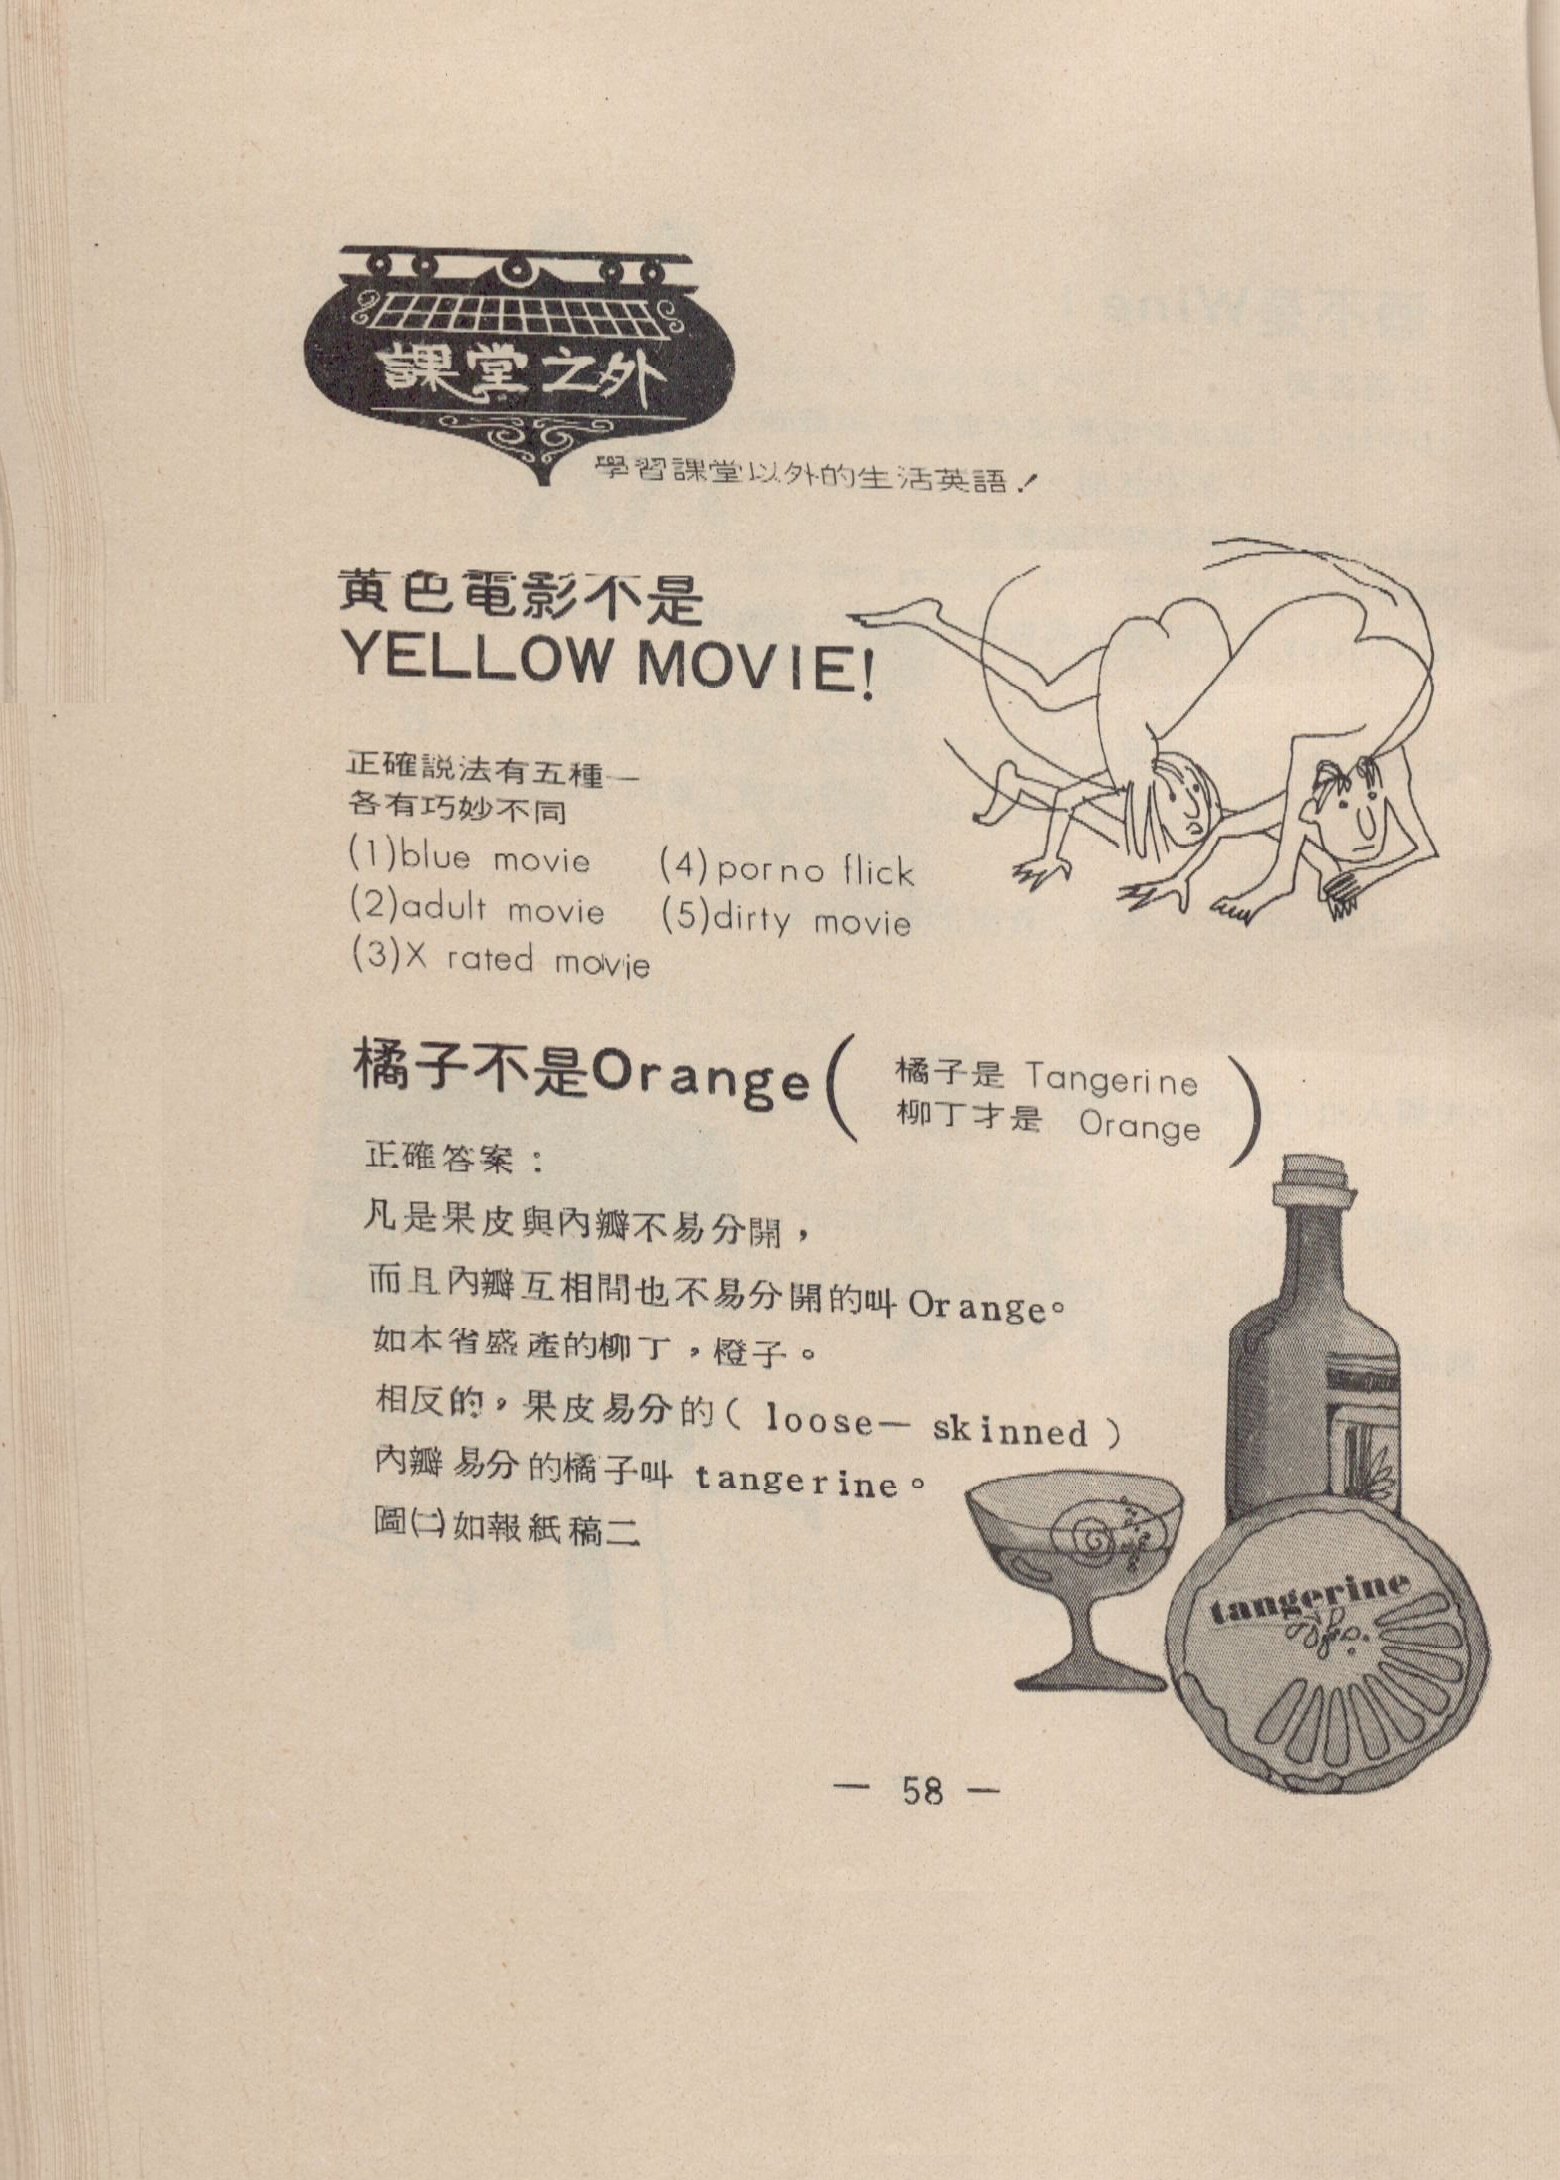 課堂之外
學習課堂以外的生活英語！
黃色電影不是
YELLOW MOVIE!
正確說法有五種—
各有巧妙不同
(1)blue movie
(2)adult movie
(3)X rated movie
(4)porno flick
(5)dirty movie
橘子不是Orange(
橘子是 Tangerine
柳丁才是 Orange
)
正確答案：
凡是果皮與內瓣不易分開，
而且內瓣互相間也不易分開的叫Orange。
如本省盛產的柳丁，橙子。
相反的，果皮易分的( loose— skinned )
內瓣易分的橘子叫 tangerine。
圖㈡如報紙稿二
tangerine
— 58 —